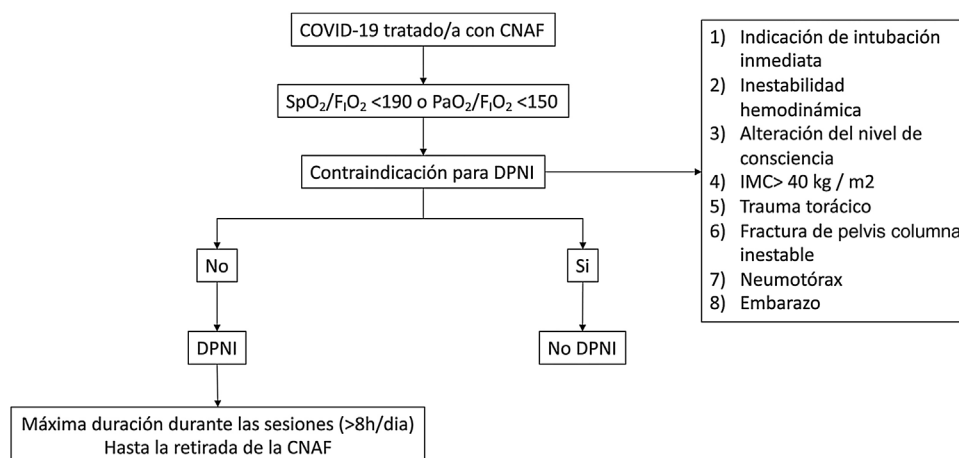 COVID-19 tratado/a con CNAF
SpO₂/FIO₂ <190 o PaO₂/FIO₂ <150
Contraindicación para DPNI
No
Si
DPNI
No DPNI
Máxima duración durante las sesiones (>8h/dia)
Hasta la retirada de la CNAF
1) Indicación de intubación
inmediata
2) Inestabilidad
hemodinámica
3) Alteración del nivel de
consciencia
4) IMC> 40 kg / m2
5) Trauma torácico
6) Fractura de pelvis columna
inestable
7) Neumotórax
8) Embarazo